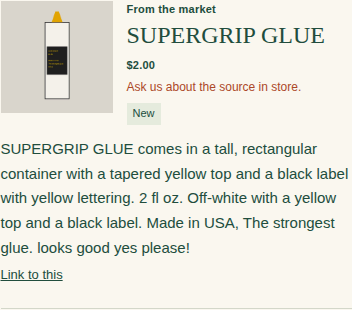 From the market
SUPERGRIP GLUE
$2.00
Ask us about the source in store.
New
SUPERGRIP GLUE comes in a tall, rectangular
container with a tapered yellow top and a black label
with yellow lettering. 2 fl oz. Off-white with a yellow
top and a black label. Made in USA, The strongest
glue. looks good yes please!
Link to this